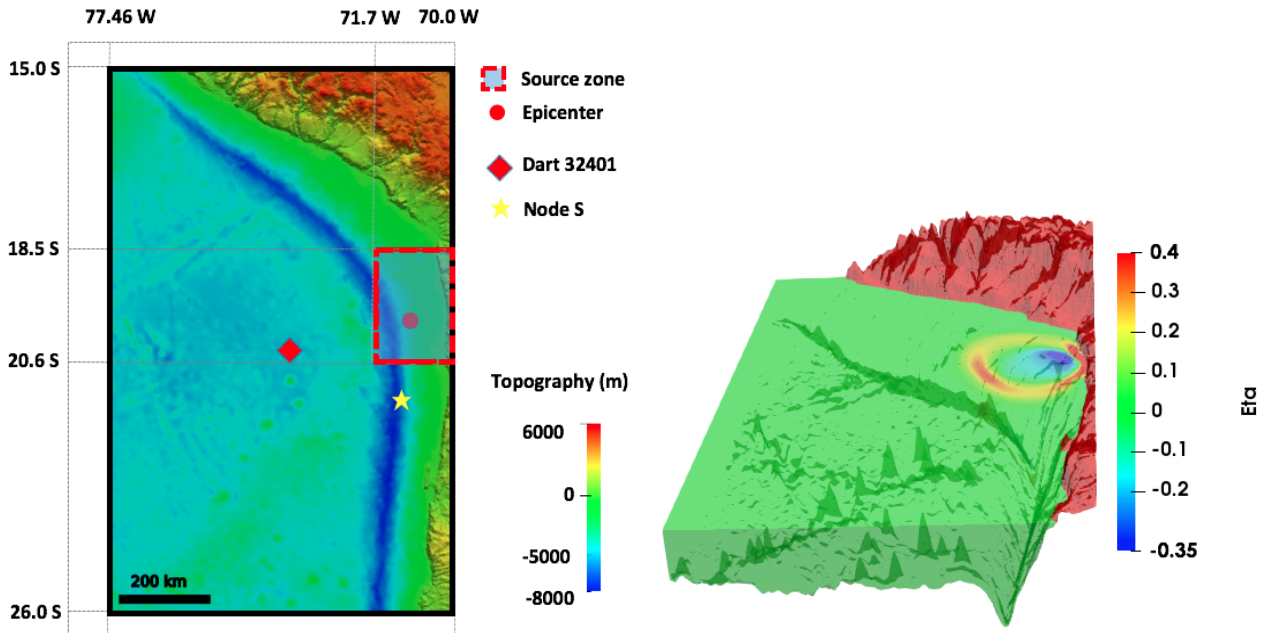 77.46 W
71.7 W
70.0 W
15.0 S
18.5 S
20.6 S
26.0 S
200 km
Source zone
Epicenter
Dart 32401
Node S
Topography (m)
6000
0
-5000
-8000
0.4
0.3
0.2
0.1
0
-0.1
-0.2
-0.35
Eta